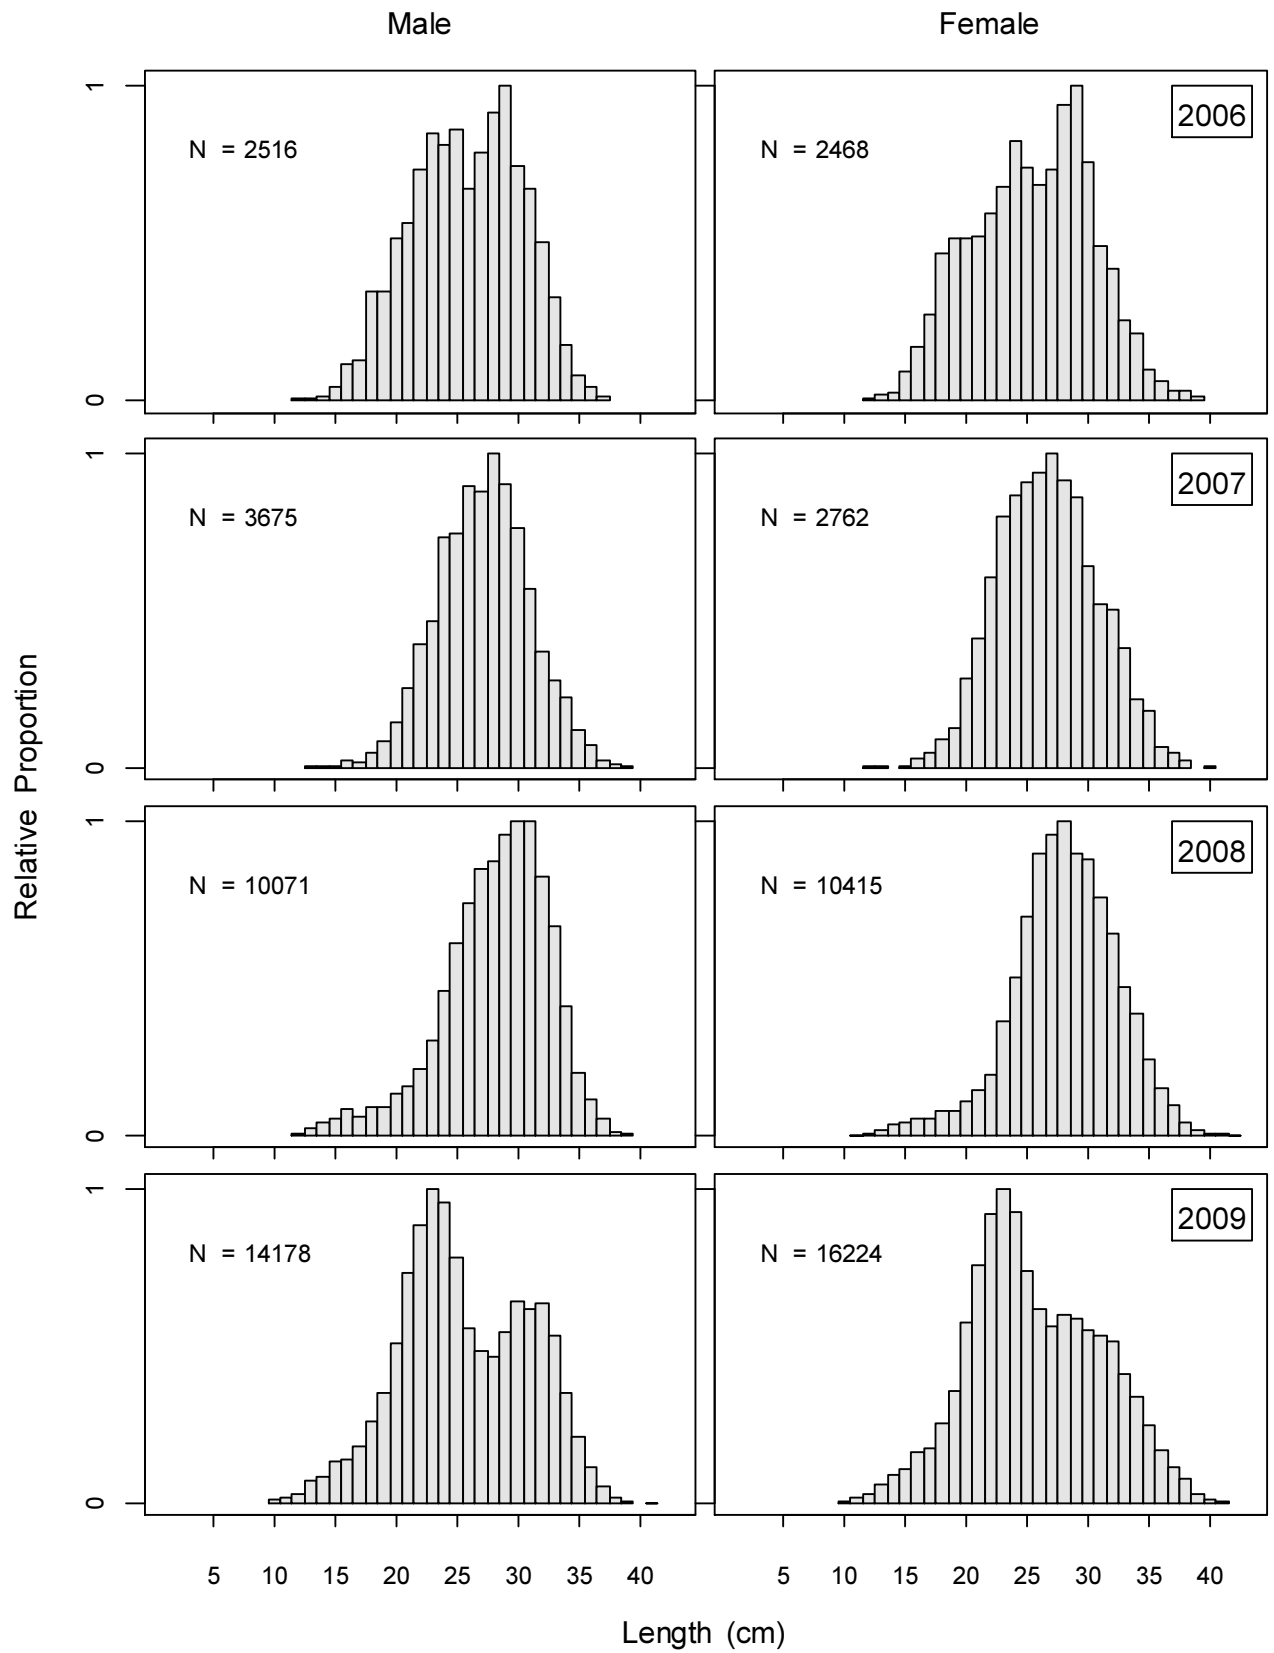 Male Female
1
N = 2516
N = 2468
2006
0
1
N = 3675
N = 2762
2007
0
Relative Proportion
1
N = 10071
N = 10415
2008
0
1
N = 14178
N = 16224
2009
0
5 10 15 20 25 30 35 40 5 10 15 20 25 30 35 40
Length (cm)